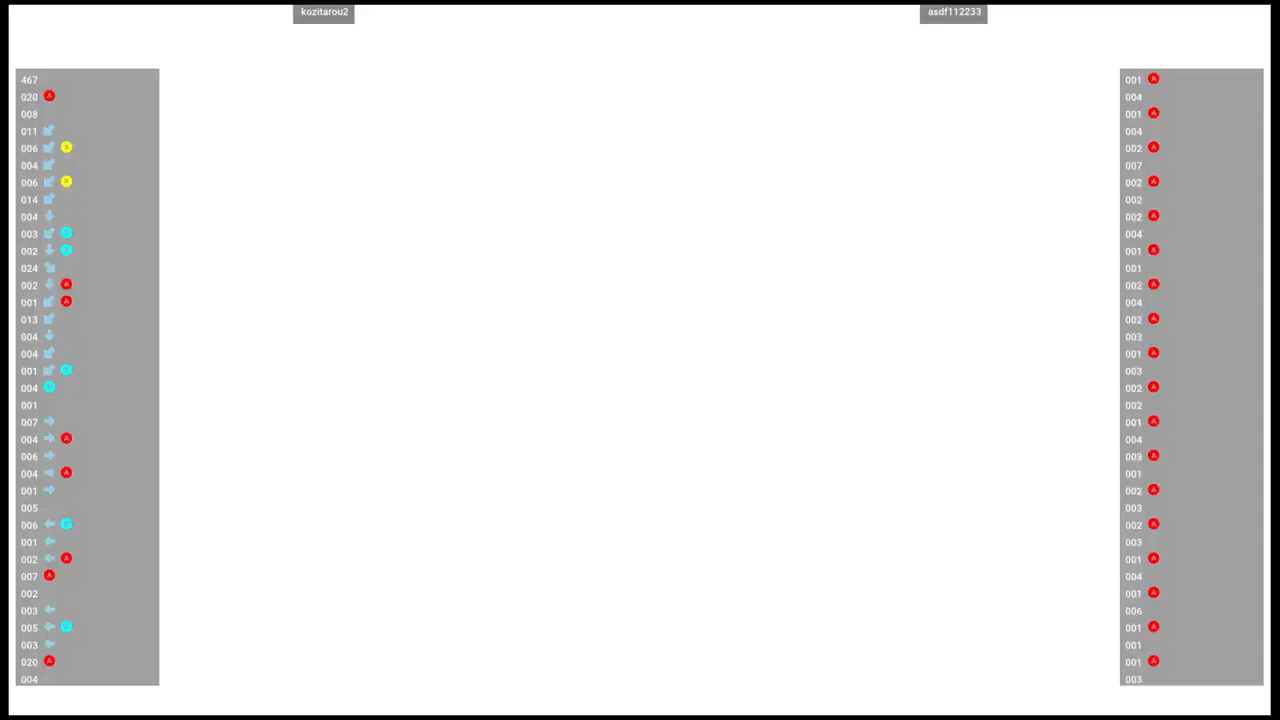 kozitarou2
asdf112233
467
020 A
008
011
006 X
004
006 X
014
004
003
002
024
002 A
001 A
013
004
004
001
004
001
007
004 A
006
004 A
001
005
006
001
002 A
007 A
002
003
005
003
020 A
004
001 A
004
001 A
004
002 A
007
002 A
002
002 A
004
001 A
001
002 A
004
002 A
003
001 A
003
002 A
002
001 A
004
003 A
001
002 A
003
002 A
003
001 A
004
001 A
006
001 A
001
001 A
003